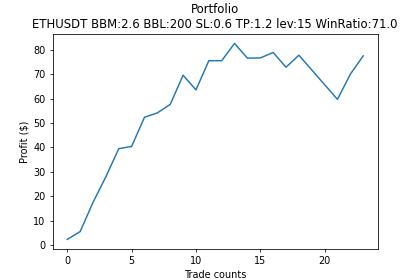 Portfolio
ETHUSDT BBM:2.6 BBL:200 SL:0.6 TP:1.2 lev:15 WinRatio:71.0
80
70
60
50
40
30
20
10
0
Profit ($)
0 5 10 15 20
Trade counts